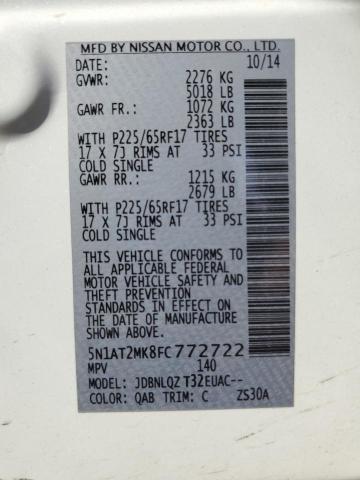 MFD BY NISSAN MOTOR CO., LTD.
DATE: 10/14
GVWR: 2276 KG
5018 LB
GAWR FR: 1072 KG
2363 LB
WITH P225/65RF17 TIRES
17 X 7J RIMS AT 33 PSI
COLD SINGLE
GAWR RR: 1215 KG
2679 LB
WITH P225/65RF17 TIRES
17 X 7J RIMS AT 33 PSI
COLD SINGLE
THIS VEHICLE CONFORMS TO
ALL APPLICABLE FEDERAL
MOTOR VEHICLE SAFETY AND
THEFT PREVENTION
STANDARDS IN EFFECT ON
THE DATE OF MANUFACTURE
SHOWN ABOVE.
5N1AT2MK8FC772722
MPV 140
MODEL: JDBNLQZ T32EUAC--
COLOR: QAB TRIM: C ZS30A